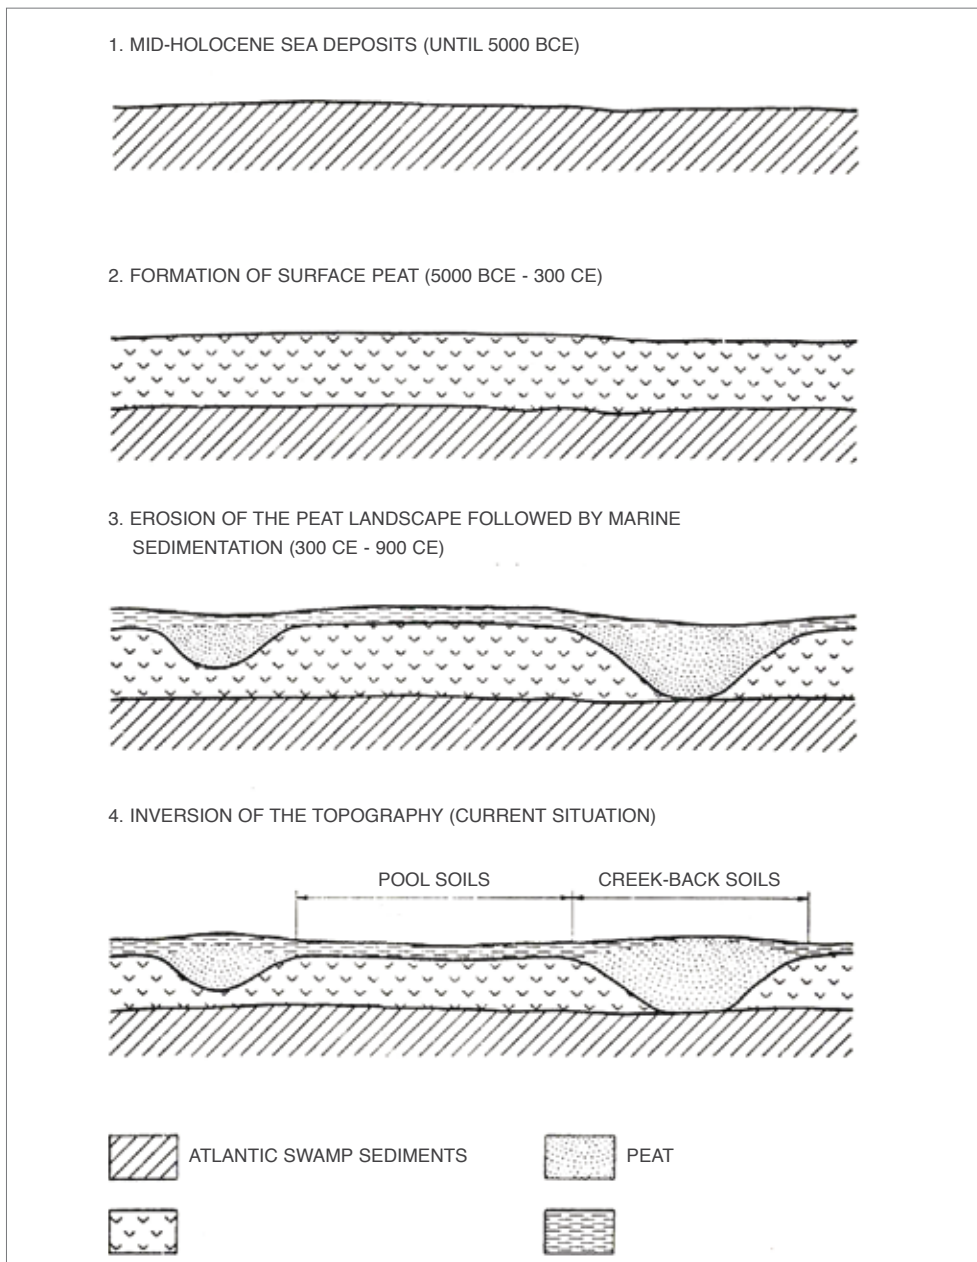 1. MID-HOLOCENE SEA DEPOSITS (UNTIL 5000 BCE)
2. FORMATION OF SURFACE PEAT (5000 BCE - 300 CE)
3. EROSION OF THE PEAT LANDSCAPE FOLLOWED BY MARINE
SEDIMENTATION (300 CE - 900 CE)
4. INVERSION OF THE TOPOGRAPHY (CURRENT SITUATION)
POOL SOILS
CREEK-BACK SOILS
ATLANTIC SWAMP SEDIMENTS
PEAT